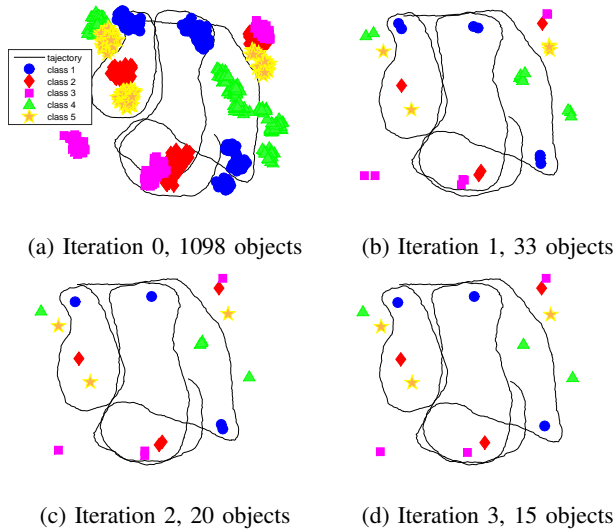 tajectory
class 1
class 2
class 3
class 4
class 5
(a) Iteration 0, 1098 objects
(b) Iteration 1, 33 objects
(c) Iteration 2, 20 objects
(d) Iteration 3, 15 objects